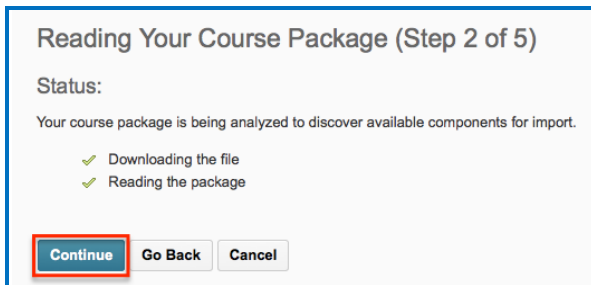 Reading Your Course Package (Step 2 of 5)
Status:
Your course package is being analyzed to discover available components for import.
Downloading the file
Reading the package
Continue Go Back Cancel